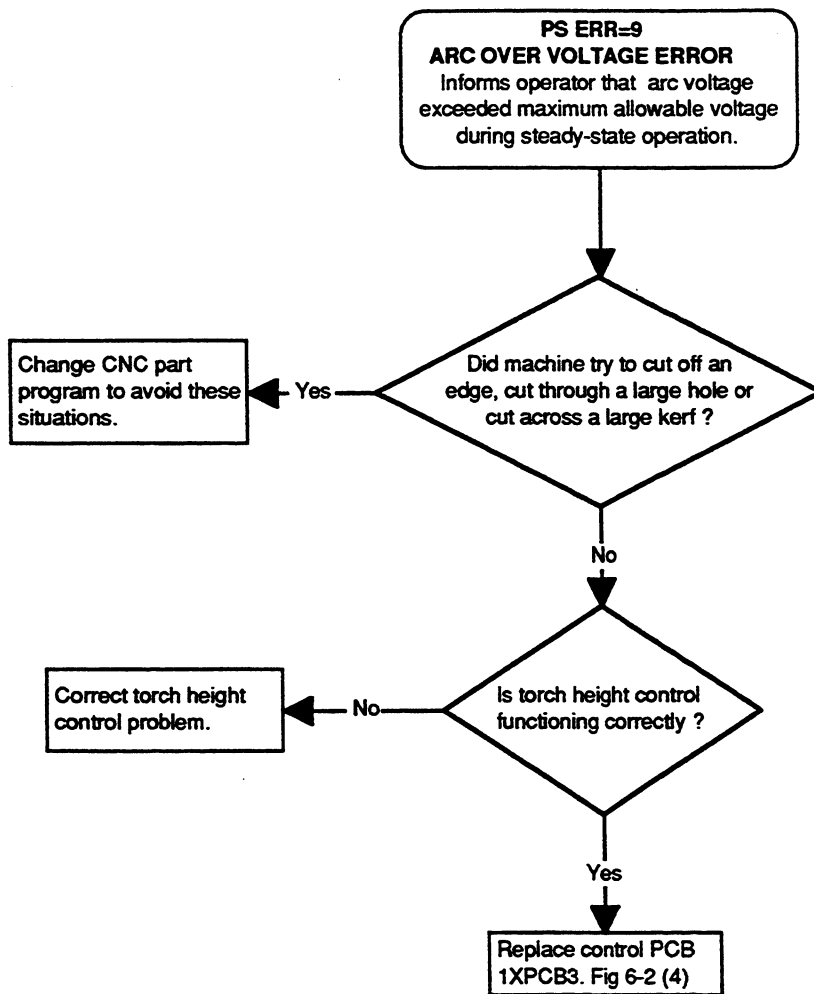 PS ERR=9
ARC OVER VOLTAGE ERROR
Informs operator that arc voltage
exceeded maximum allowable voltage
during steady-state operation.
Did machine try to cut off an
edge, cut through a large hole or
cut across a large kerf ?
Yes
Change CNC part
program to avoid these
situations.
No
Is torch height control
functioning correctly ?
No
Correct torch height
control problem.
Yes
Replace control PCB
1XPCB3. Fig 6-2 (4)